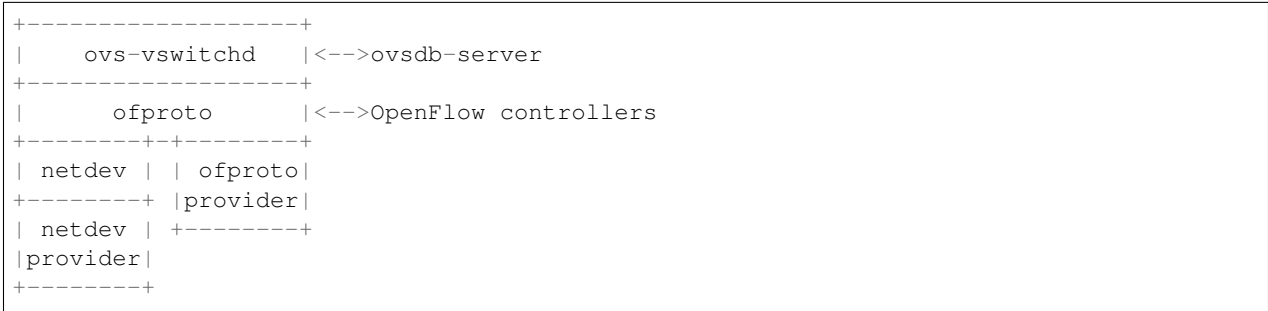 +-------------------+
|    ovs-vswitchd   |<-->ovsdb-server
+-------------------+
|      ofproto      |<-->OpenFlow controllers
+--------+-+--------+
| netdev | | ofproto|
+--------+ |provider|
| netdev | +--------+
|provider|
+--------+